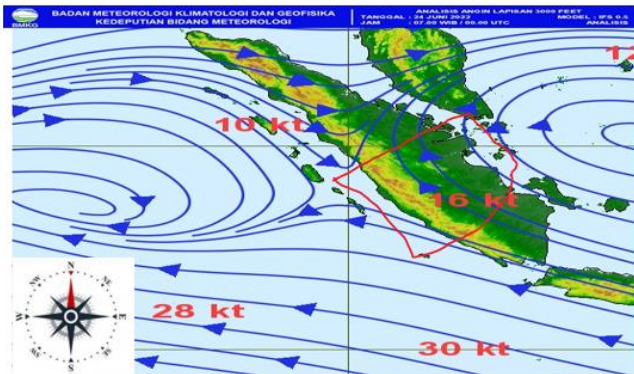 BADAN METEOROLOGI KLIMATOLOGI DAN GEOFISIKA
KEDEPUTIAN BIDANG METEOROLOGI
BMKG
ANALISIS ANGIN LAPISAN 3000 FEET
TANGGAL : 24 JUNI 2022 MODEL : IFS 0.5
JAM : 07.00 WIB / 00.00 UTC ANALISIS
12
10 kt
16 kt
28 kt
30 kt
N
NW NE
W E
SW SE
S